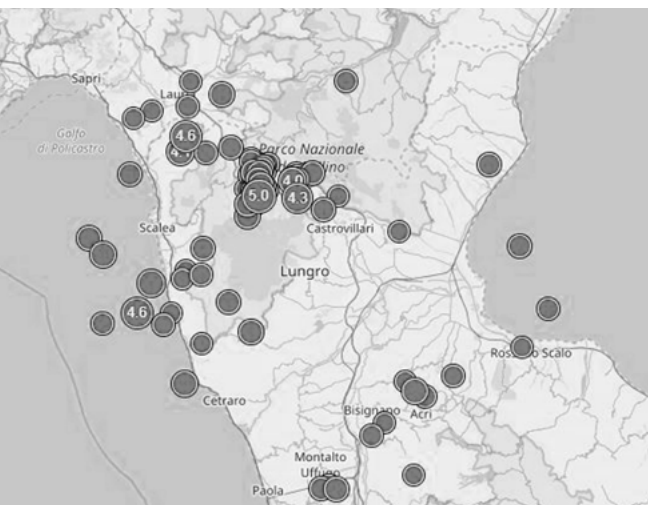 Sapri
Golfo
di Policastro
4.6
Parco Nazionale
4.0
5.0
4.3
Scalea
Castrovillari
Lungro
4.6
Cetraro
Bisignano
Acri
Montalto
Uffugo
Paola